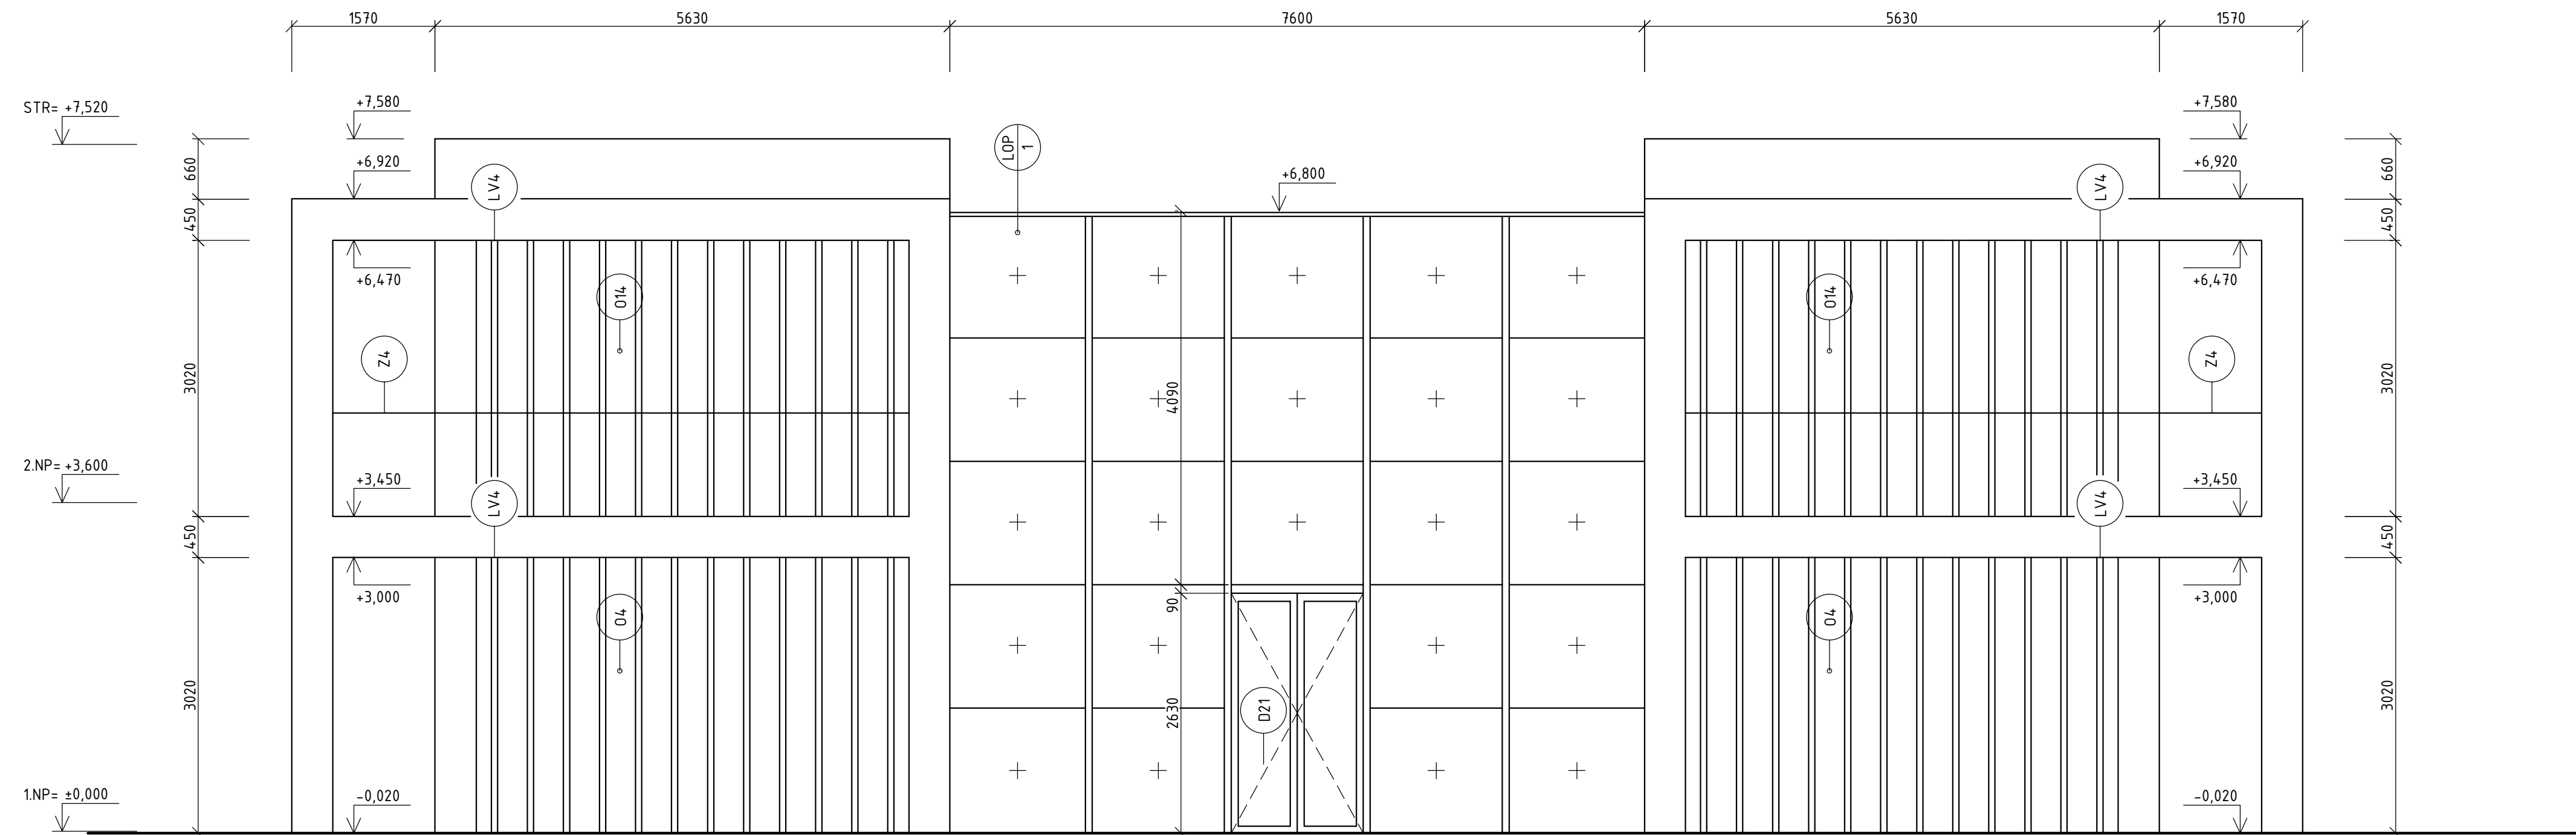 1570
5630
7600
5630
1570
STR= +7,520
+7,580
+7,580
660
+6,920
LOP
1
+6,800
+6,920
660
LV4
LV4
450
450
+6,470
O14
O14
+6,470
Z4
Z4
3020
4090
3020
2.NP= +3,600
+3,450
+3,450
LV4
LV4
450
450
+3,000
+3,000
90
O4
O4
3020
2630
D21
3020
1.NP= ±0,000
-0,020
-0,020